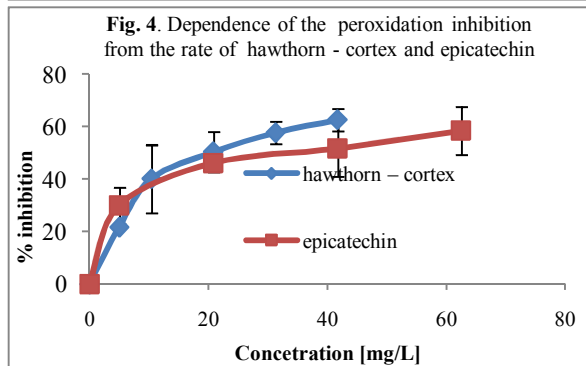 Fig. 4. Dependence of the peroxidation inhibition
from the rate of hawthorn - cortex and epicatechin
80
60
40
20
0
% inhibition
hawthorn – cortex
epicatechin
0 20 40 60 80
Concetration [mg/L]